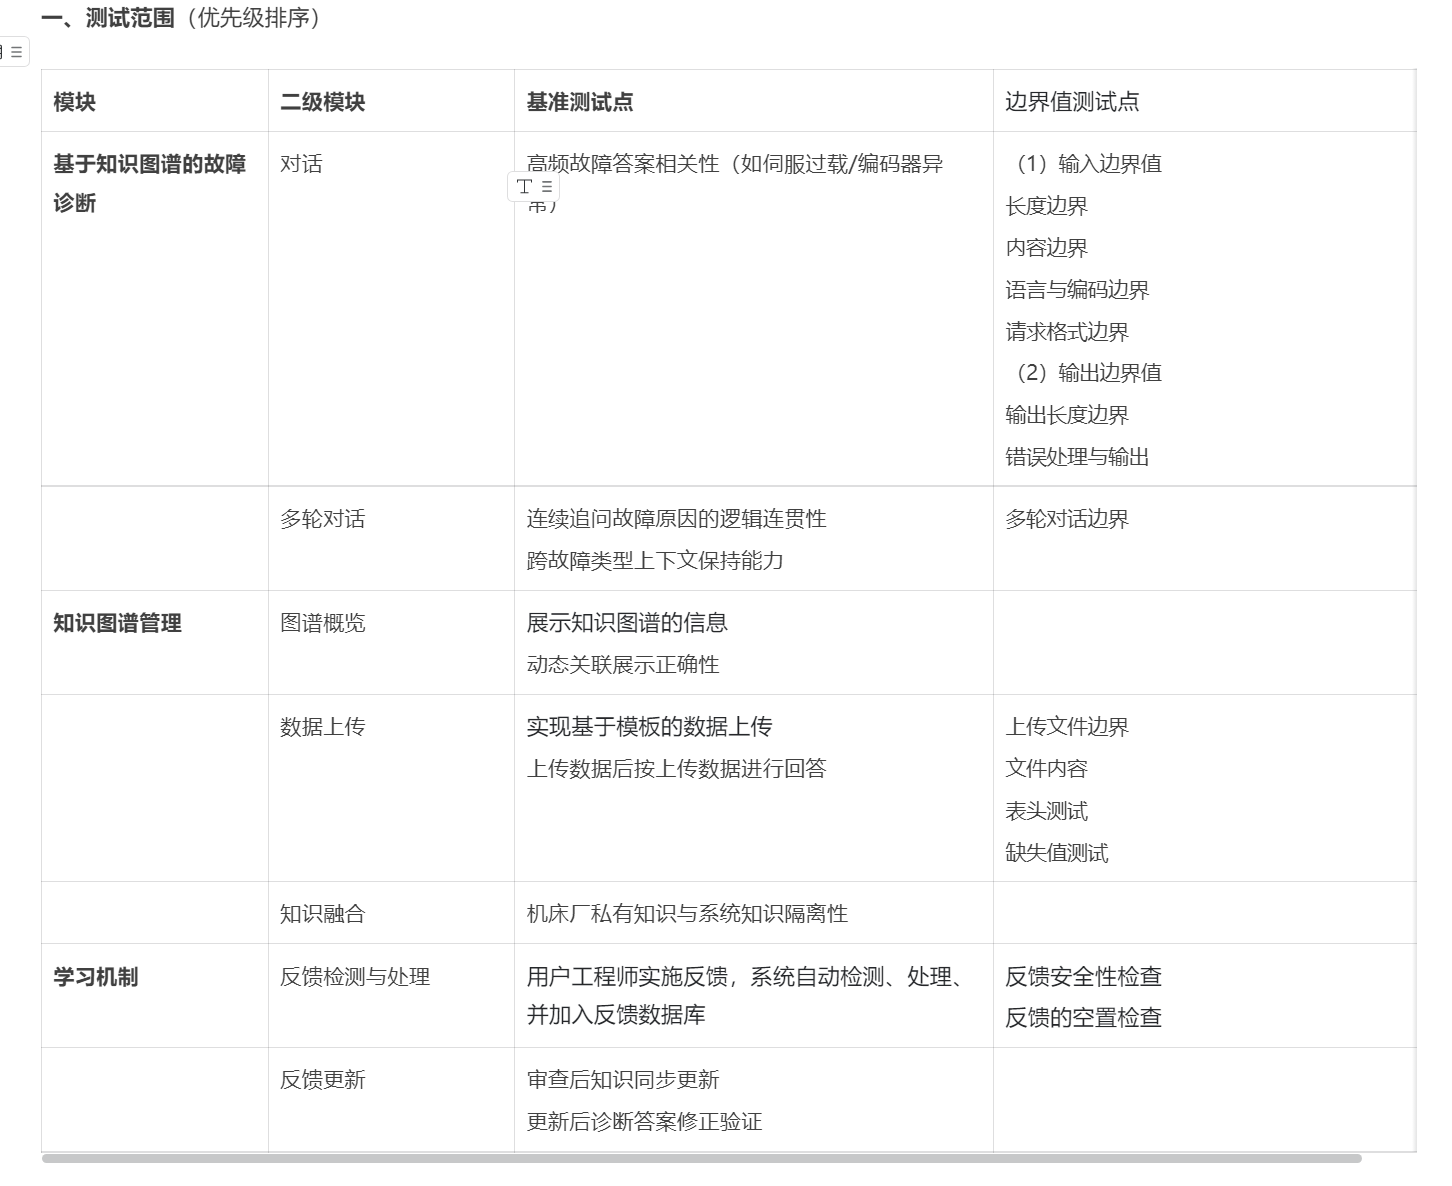 一、测试范围（优先级排序）
模块
二级模块
基准测试点
边界值测试点
基于知识图谱的故障
诊断
对话
高频故障答案相关性（如伺服过载/编码器异
常）
（1）输入边界值
长度边界
内容边界
语言与编码边界
请求格式边界
（2）输出边界值
输出长度边界
错误处理与输出
多轮对话
连续追问故障原因的逻辑连贯性
跨故障类型上下文保持能力
多轮对话边界
知识图谱管理
图谱概览
展示知识图谱的信息
动态关联展示正确性
数据上传
实现基于模板的数据上传
上传数据后按上传数据进行回答
上传文件边界
文件内容
表头测试
缺失值测试
知识融合
机床厂私有知识与系统知识隔离性
学习机制
反馈检测与处理
用户工程师实施反馈，系统自动检测、处理、
并加入反馈数据库
反馈安全性检查
反馈的空置检查
反馈更新
审查后知识同步更新
更新后诊断答案修正验证